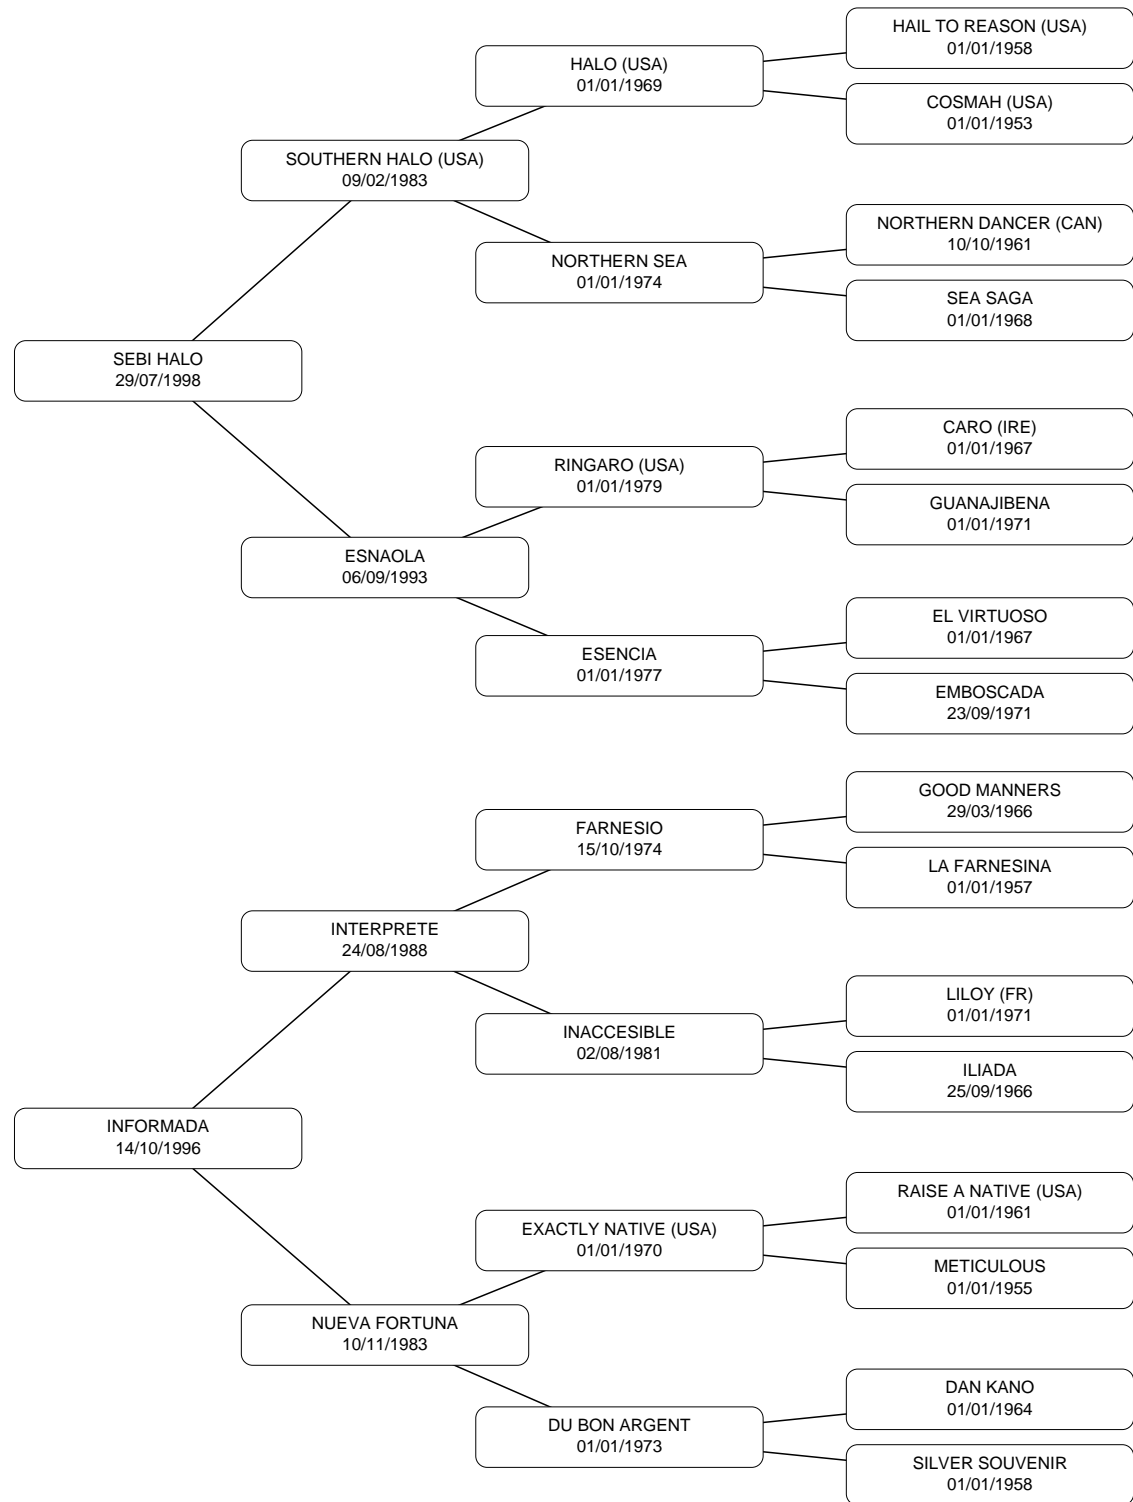 HAIL TO REASON (USA)
01/01/1958
HALO (USA)
01/01/1969
COSMAH (USA)
01/01/1953
SOUTHERN HALO (USA)
09/02/1983
NORTHERN DANCER (CAN)
10/10/1961
NORTHERN SEA
01/01/1974
SEA SAGA
01/01/1968
SEBI HALO
29/07/1998
CARO (IRE)
01/01/1967
RINGARO (USA)
01/01/1979
GUANAJIBENA
01/01/1971
ESNAOLA
06/09/1993
EL VIRTUOSO
01/01/1967
ESENCIA
01/01/1977
EMBOSCADA
23/09/1971
GOOD MANNERS
29/03/1966
FARNESIO
15/10/1974
LA FARNESINA
01/01/1957
INTERPRETE
24/08/1988
LILOY (FR)
01/01/1971
INACCESIBLE
02/08/1981
ILIADA
25/09/1966
INFORMADA
14/10/1996
RAISE A NATIVE (USA)
01/01/1961
EXACTLY NATIVE (USA)
01/01/1970
METICULOUS
01/01/1955
NUEVA FORTUNA
10/11/1983
DAN KANO
01/01/1964
DU BON ARGENT
01/01/1973
SILVER SOUVENIR
01/01/1958